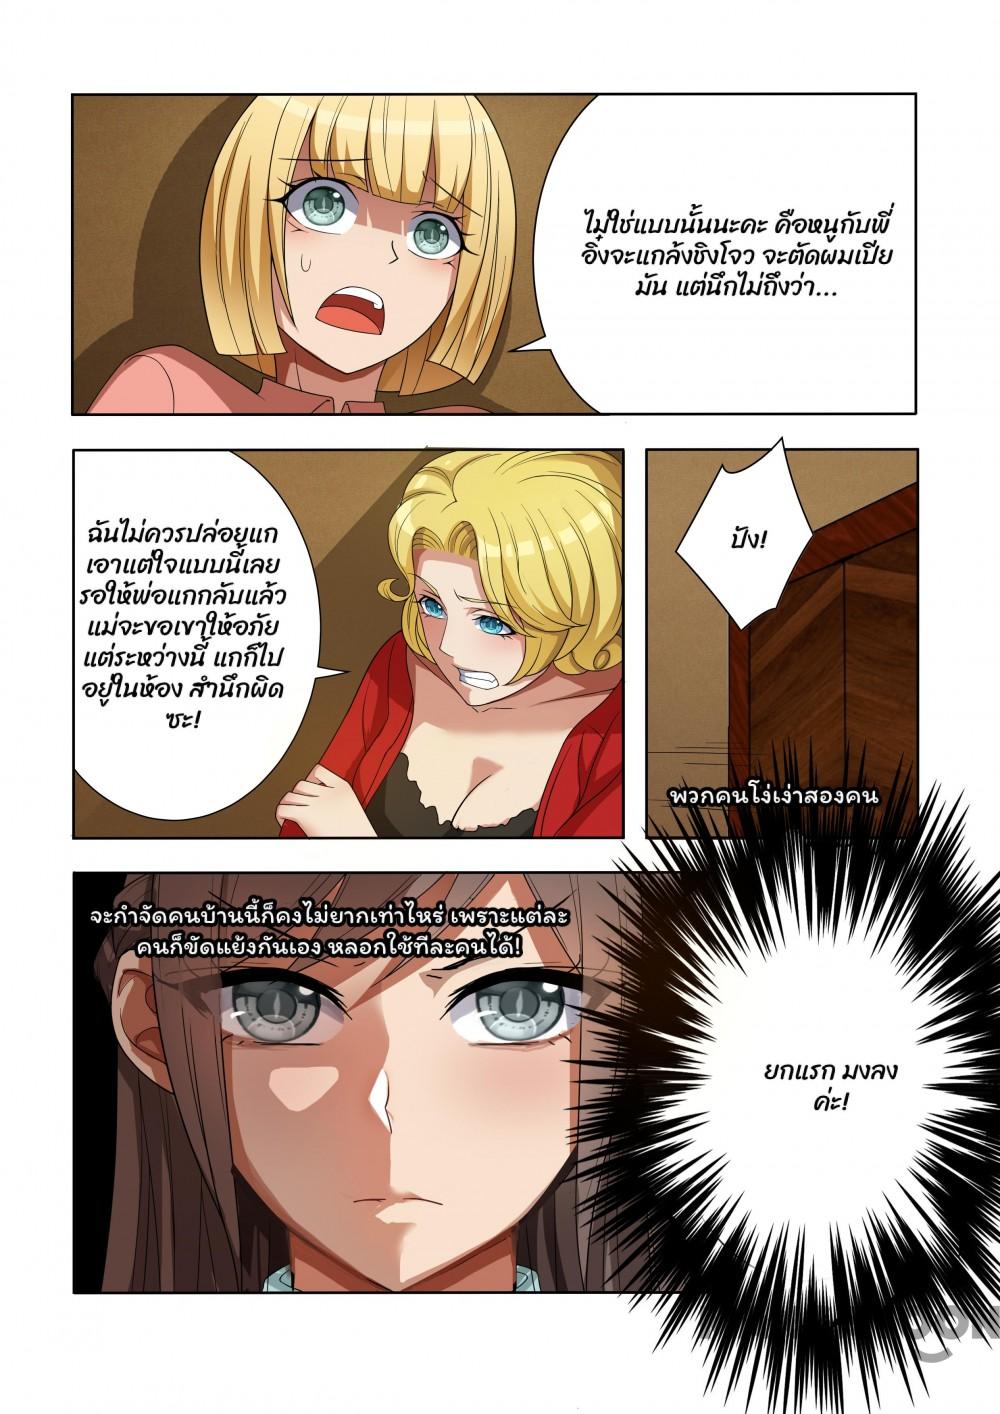 ไม่ใช่แบบนั้นนะคะ คือหนูกับพี่
อิ๋งจะแกล้งชิงโจว จะตัดผมเปีย
มัน แต่นึกไม่ถึงว่า...
ฉันไม่ควรปล่อยแก
เอาแต่ใจแบบนี้เลย
รอให้พ่อแกกลับแล้ว
แม่จะขอเขาให้อภัย
แต่ระหว่างนี้ แกก็ไป
อยู่ในห้อง สำนึกผิด
ซะ!
ปัง!
พวกคนโง่เง่าสองคน
จะกำจัดคนบ้านนี้ก็คงไม่ยากเท่าไหร่ เพราะแต่ละ
คนก็ขัดแย้งกันเอง หลอกใช้ทีละคนได้!
ยกแรก มงลง
ค่ะ!